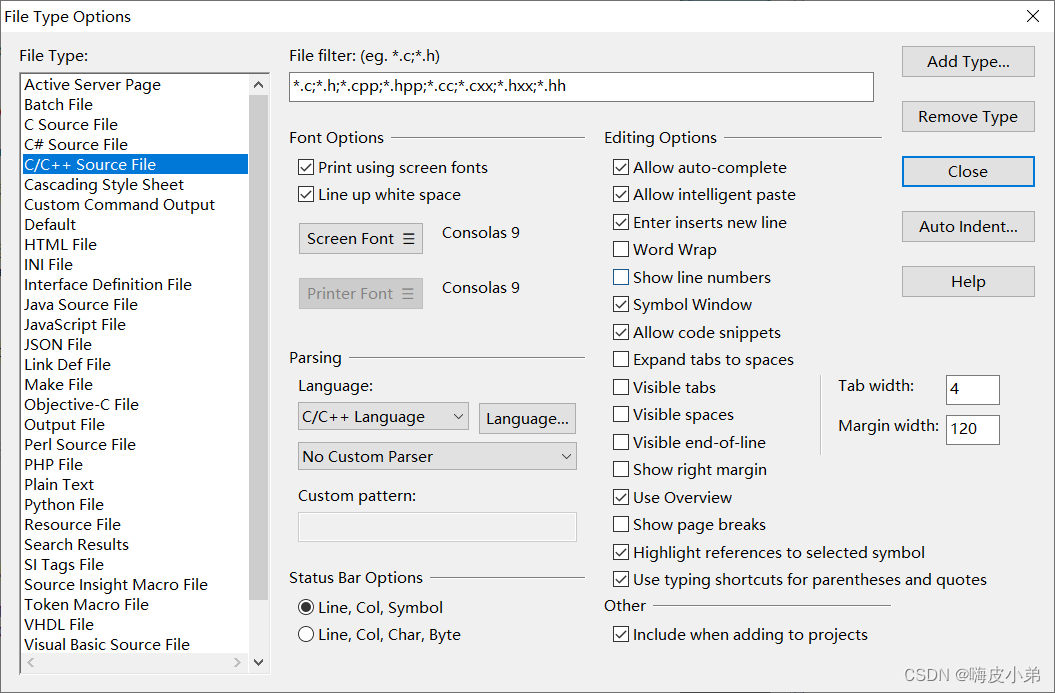 File Type Options
File Type:
Active Server Page
Batch File
C Source File
C# Source File
C/C++ Source File
Cascading Style Sheet
Custom Command Output
Default
HTML File
INI File
Interface Definition File
Java Source File
JavaScript File
JSON File
Link Def File
Make File
Objective-C File
Output File
Perl Source File
PHP File
Plain Text
Python File
Resource File
Search Results
SI Tags File
Source Insight Macro File
Token Macro File
VHDL File
Visual Basic Source File
File filter: (eg. *.c;*.h)
*.c;*.h;*.cpp;*.hpp;*.cc;*.cxx;*.hxx;*.hh
Font Options
Print using screen fonts
Line up white space
Screen Font
Consolas 9
Printer Font
Consolas 9
Parsing
Language:
C/C++ Language
Language...
No Custom Parser
Custom pattern:
Status Bar Options
Line, Col, Symbol
Line, Col, Char, Byte
Editing Options
Allow auto-complete
Allow intelligent paste
Enter inserts new line
Word Wrap
Show line numbers
Symbol Window
Allow code snippets
Expand tabs to spaces
Visible tabs
Visible spaces
Visible end-of-line
Show right margin
Use Overview
Show page breaks
Highlight references to selected symbol
Use typing shortcuts for parentheses and quotes
Tab width:
4
Margin width:
120
Other
Include when adding to projects
Add Type...
Remove Type
Close
Auto Indent...
Help
CSDN @嗨皮小弟